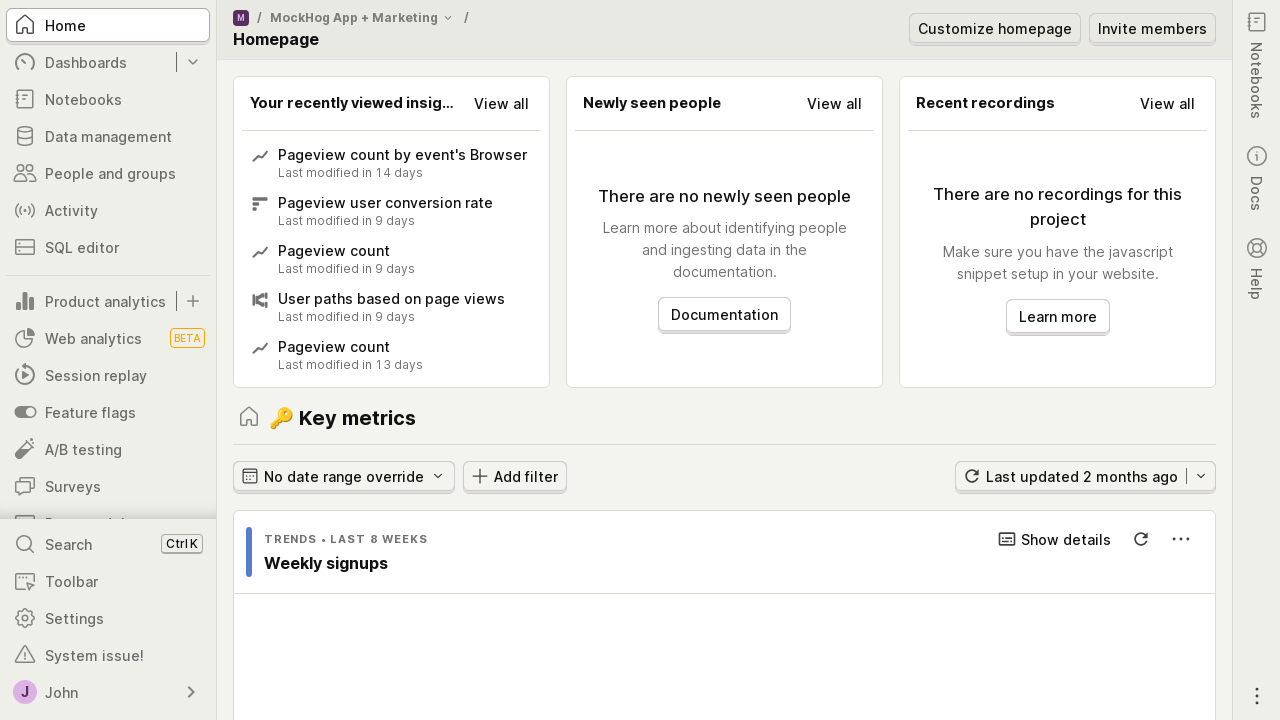 Home
Dashboards
Notebooks
Data management
People and groups
Activity
SQL editor
Product analytics
Web analytics
BETA
Session replay
Feature flags
A/B testing
Surveys
Search
Ctrl K
Toolbar
Settings
System issue!
J
John
M / MockHog App + Marketing /
Homepage
Customize homepage
Invite members
Your recently viewed insig...
View all
Pageview count by event's Browser
Last modified in 14 days
Pageview user conversion rate
Last modified in 9 days
Pageview count
Last modified in 9 days
User paths based on page views
Last modified in 9 days
Pageview count
Last modified in 13 days
Newly seen people
View all
There are no newly seen people
Learn more about identifying people
and ingesting data in the
documentation.
Documentation
Recent recordings
View all
There are no recordings for this
project
Make sure you have the javascript
snippet setup in your website.
Learn more
🔑 Key metrics
No date range override
Add filter
Last updated 2 months ago
TRENDS • LAST 8 WEEKS
Weekly signups
Show details
Notebooks
Docs
Help